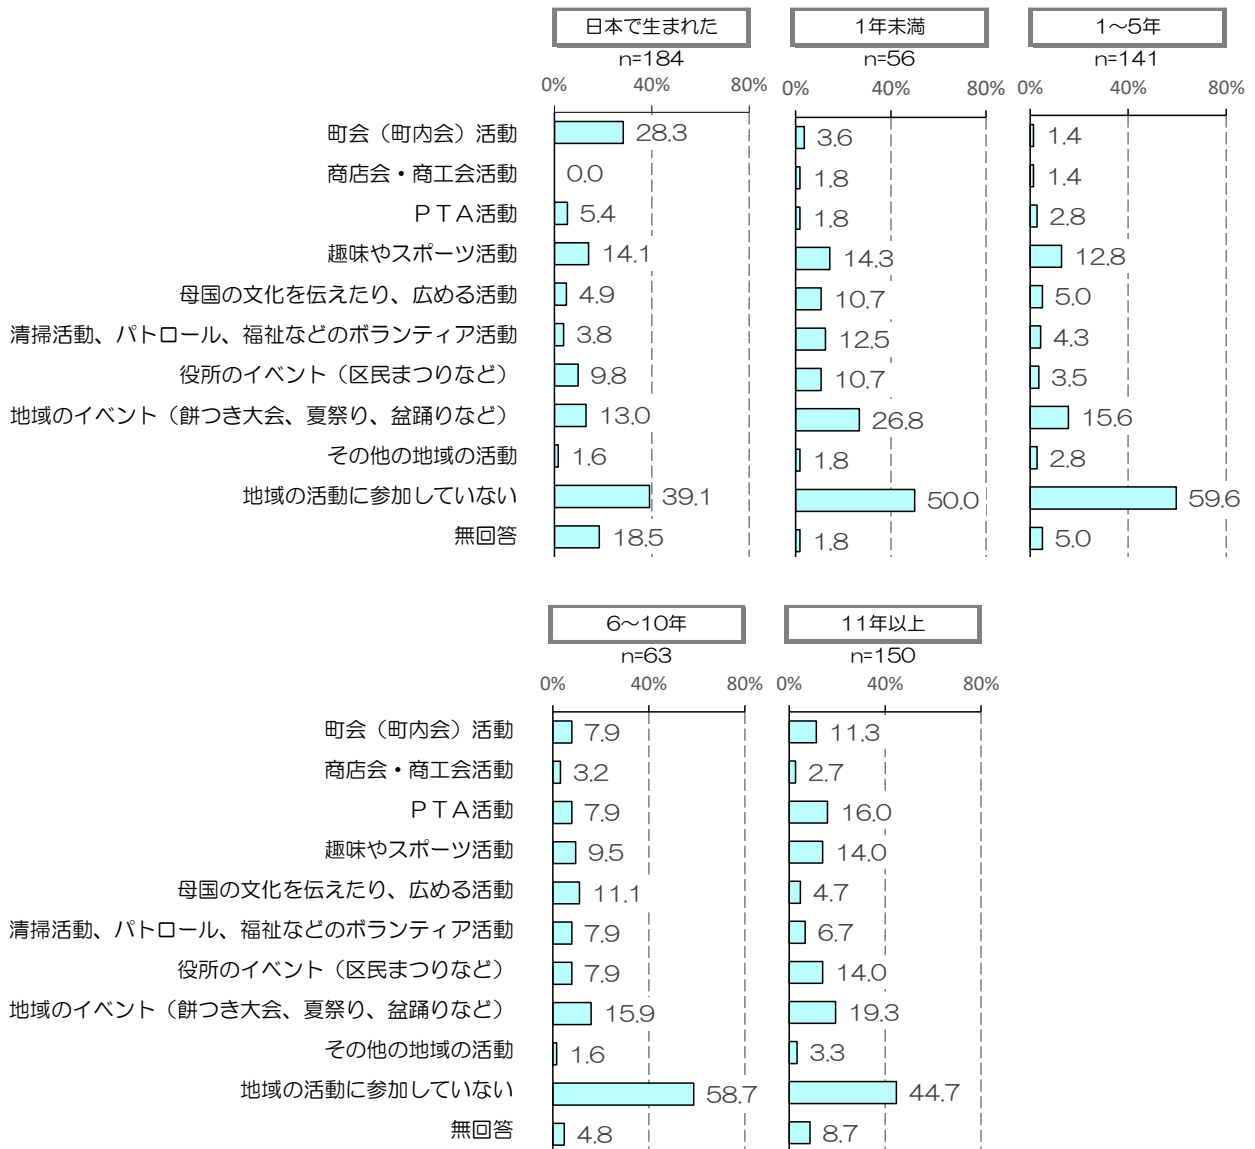 日本で生まれた 1年未満 1～5年
n=184 n=56 n=141
0% 40% 80% 0% 40% 80% 0% 40% 80%
町会（町内会）活動 28.3 3.6 1.4
商店会・商工会活動 0.0 1.8 1.4
ＰＴＡ活動 5.4 1.8 2.8
趣味やスポーツ活動 14.1 14.3 12.8
母国の文化を伝えたり、広める活動 4.9 10.7 5.0
清掃活動、パトロール、福祉などのボランティア活動 3.8 12.5 4.3
役所のイベント（区民まつりなど） 9.8 10.7 3.5
地域のイベント（餅つき大会、夏祭り、盆踊りなど） 13.0 26.8 15.6
その他の地域の活動 1.6 1.8 2.8
地域の活動に参加していない 39.1 50.0 59.6
無回答 18.5 1.8 5.0
6～10年 11年以上
n=63 n=150
0% 40% 80% 0% 40% 80%
町会（町内会）活動 7.9 11.3
商店会・商工会活動 3.2 2.7
ＰＴＡ活動 7.9 16.0
趣味やスポーツ活動 9.5 14.0
母国の文化を伝えたり、広める活動 11.1 4.7
清掃活動、パトロール、福祉などのボランティア活動 7.9 6.7
役所のイベント（区民まつりなど） 7.9 14.0
地域のイベント（餅つき大会、夏祭り、盆踊りなど） 15.9 19.3
その他の地域の活動 1.6 3.3
地域の活動に参加していない 58.7 44.7
無回答 4.8 8.7